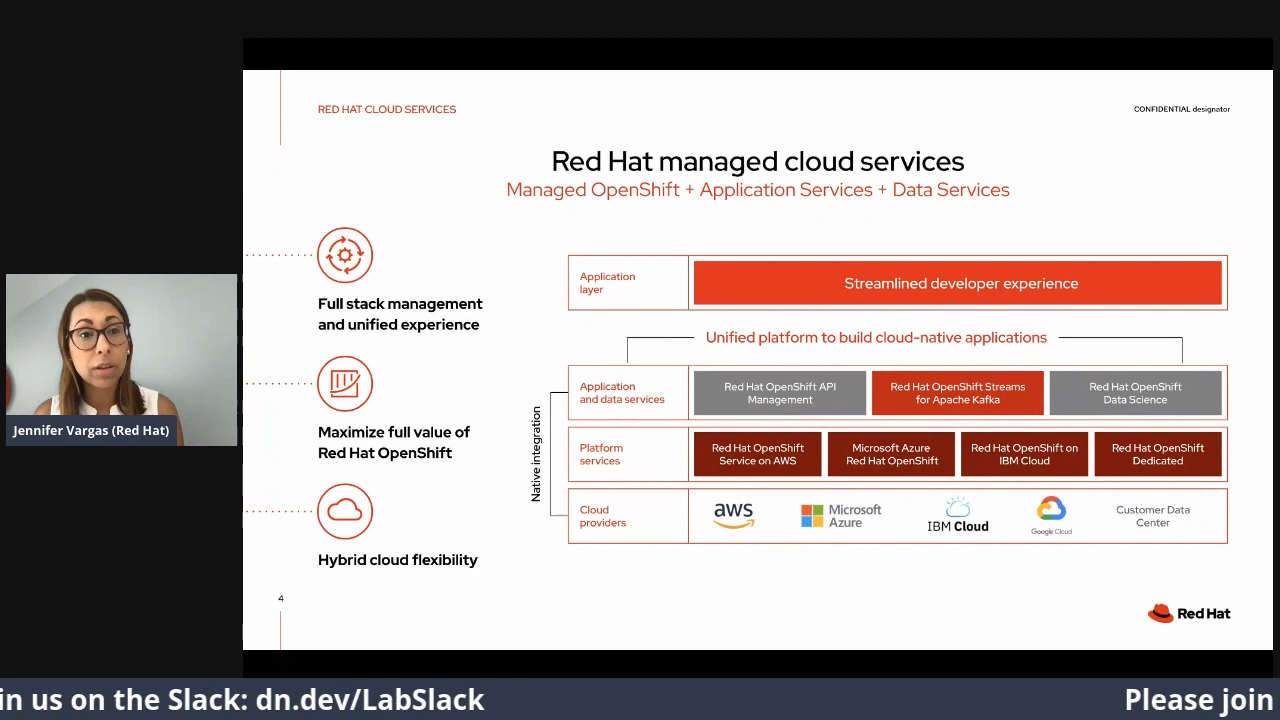 RED HAT CLOUD SERVICES
CONFIDENTIAL designator
Red Hat managed cloud services
Managed OpenShift + Application Services + Data Services
Full stack management
and unified experience
Maximize full value of
Red Hat OpenShift
Hybrid cloud flexibility
Application
layer
Streamlined developer experience
Unified platform to build cloud-native applications
Native integration
Application
and data services
Red Hat OpenShift API
Management
Red Hat OpenShift Streams
for Apache Kafka
Red Hat OpenShift
Data Science
Platform
services
Red Hat OpenShift
Service on AWS
Microsoft Azure
Red Hat OpenShift
Red Hat OpenShift on
IBM Cloud
Red Hat OpenShift
Dedicated
Cloud
providers
aws
Microsoft
Azure
IBM Cloud
Google Cloud
Customer Data
Center
4
Red Hat
Jennifer Vargas (Red Hat)
in us on the Slack: dn.dev/LabSlack
Please join